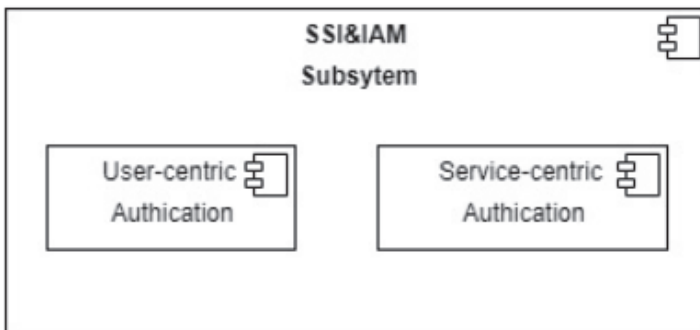 SSI&IAM
Subsytem
User-centric
Authication
Service-centric
Authication